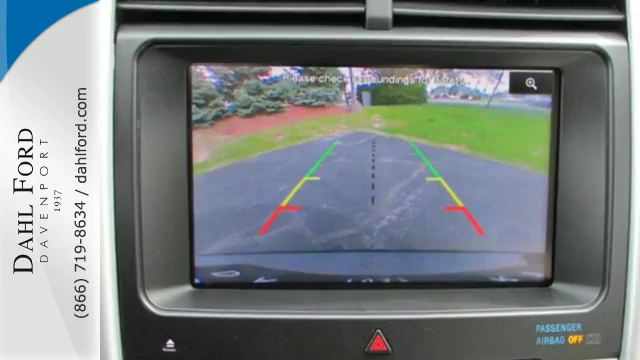 DAHL FORD
DAVENPORT
1937
(866) 719-8634 / dahlford.com
Please check surroundings for safety
PASSENGER
AIRBAG OFF